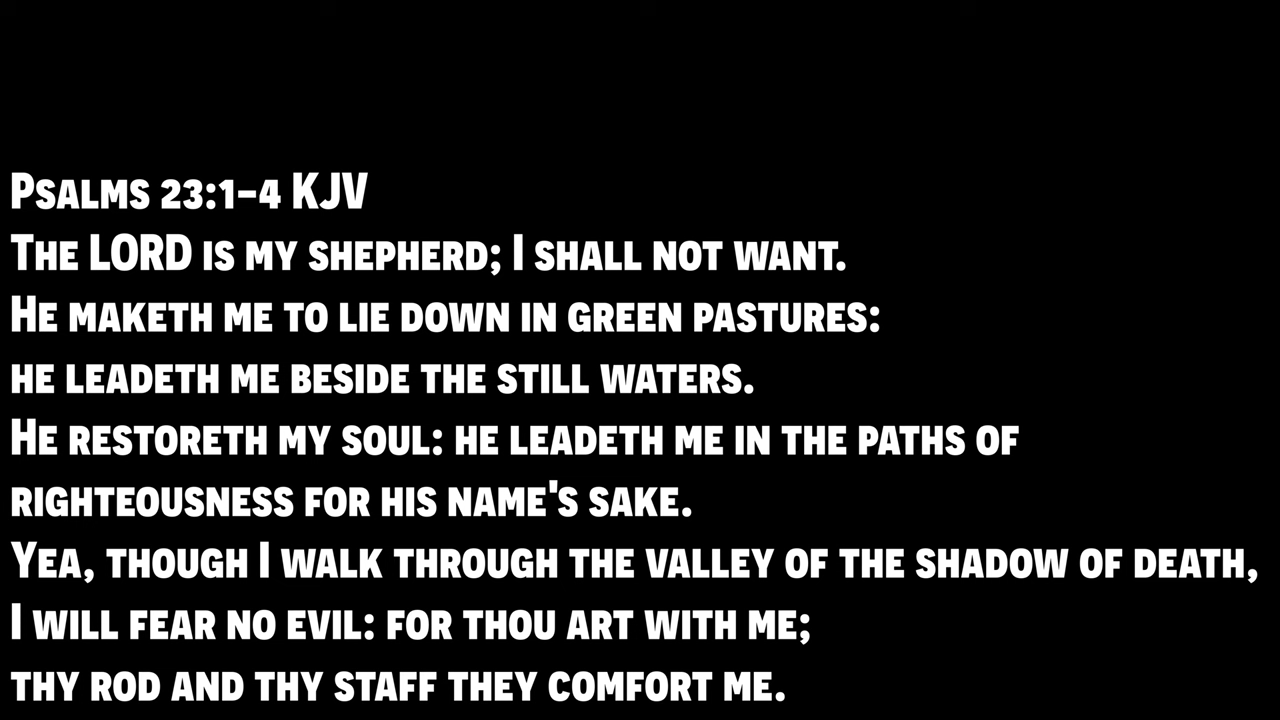 Psalms 23:1–4 KJV
The LORD is my shepherd; I shall not want.
He maketh me to lie down in green pastures:
he leadeth me beside the still waters.
He restoreth my soul: he leadeth me in the paths of
righteousness for his name's sake.
Yea, though I walk through the valley of the shadow of death,
I will fear no evil: for thou art with me;
thy rod and thy staff they comfort me.